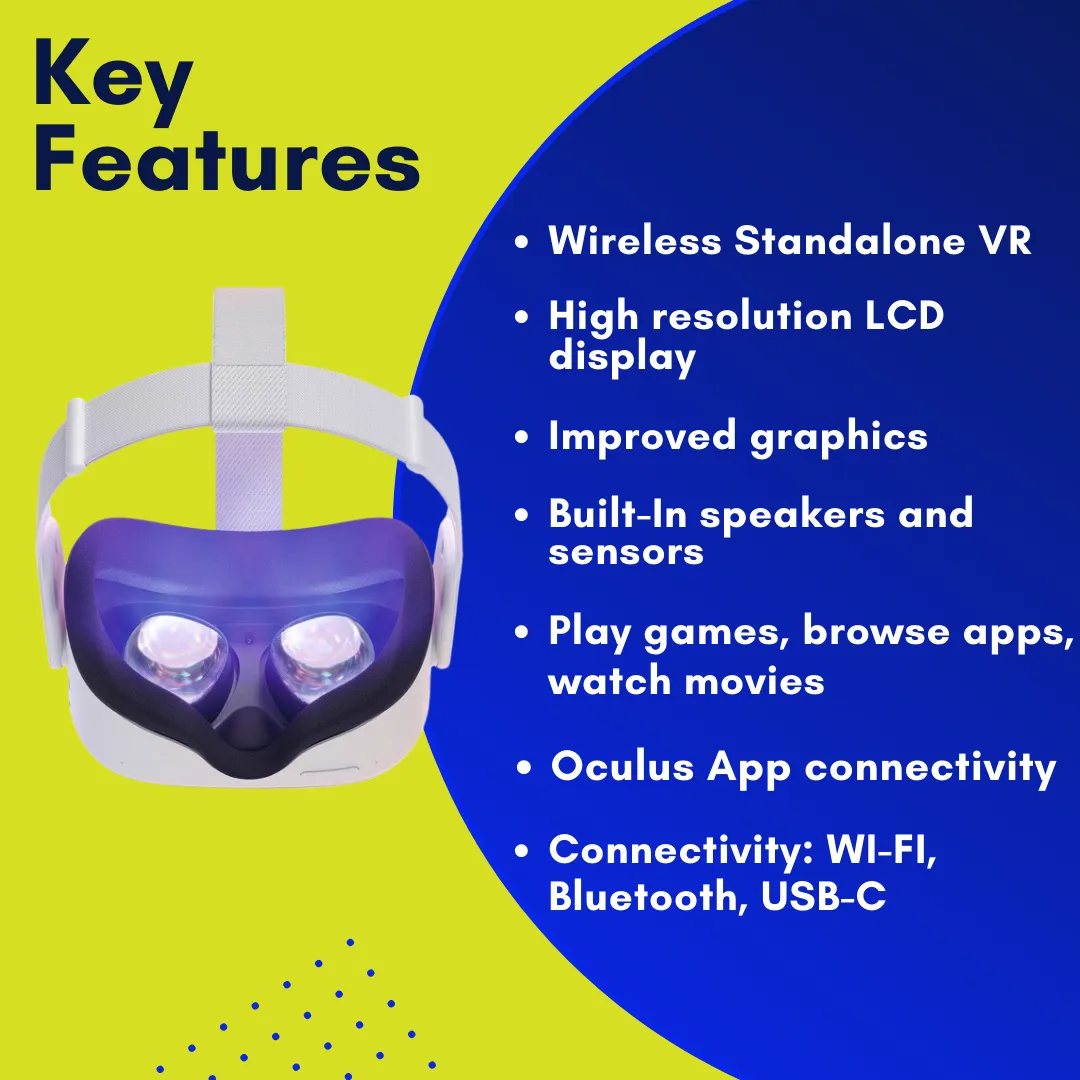 Key
Features
• Wireless Standalone VR
• High resolution LCD
display
• Improved graphics
• Built-In speakers and
sensors
• Play games, browse apps,
watch movies
• Oculus App connectivity
• Connectivity: WI-FI,
Bluetooth, USB-C